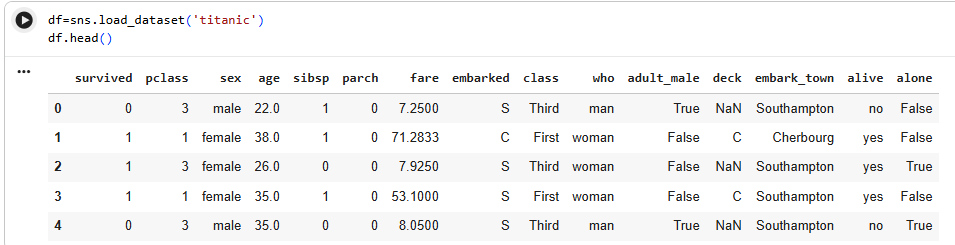 df=sns.load_dataset('titanic')
df.head()
survived pclass sex age sibsp parch fare embarked class who adult_male deck embark_town alive alone
0 0 3 male 22.0 1 0 7.2500 S Third man True NaN Southampton no False
1 1 1 female 38.0 1 0 71.2833 C First woman False C Cherbourg yes False
2 1 3 female 26.0 0 0 7.9250 S Third woman False NaN Southampton yes True
3 1 1 female 35.0 1 0 53.1000 S First woman False C Southampton yes False
4 0 3 male 35.0 0 0 8.0500 S Third man True NaN Southampton no True